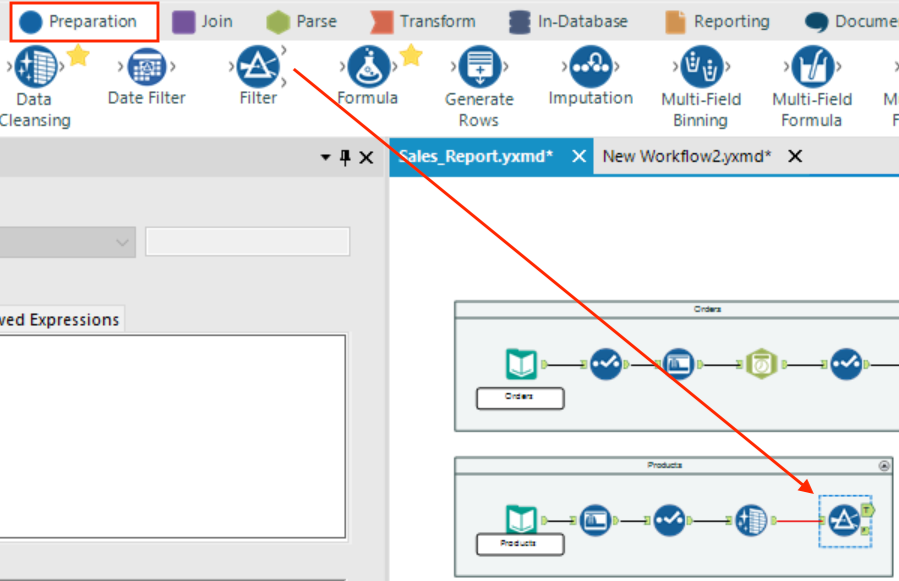 Preparation Join Parse Transform In-Database Reporting Docume
Data Cleansing
Date Filter
Filter
Formula
Generate Rows
Imputation
Multi-Field Binning
Multi-Field Formula
M
F
Sales_Report.yxmd* X New Workflow2.yxmd* X
ved Expressions
Orders
Orders
Products
Products
T
F